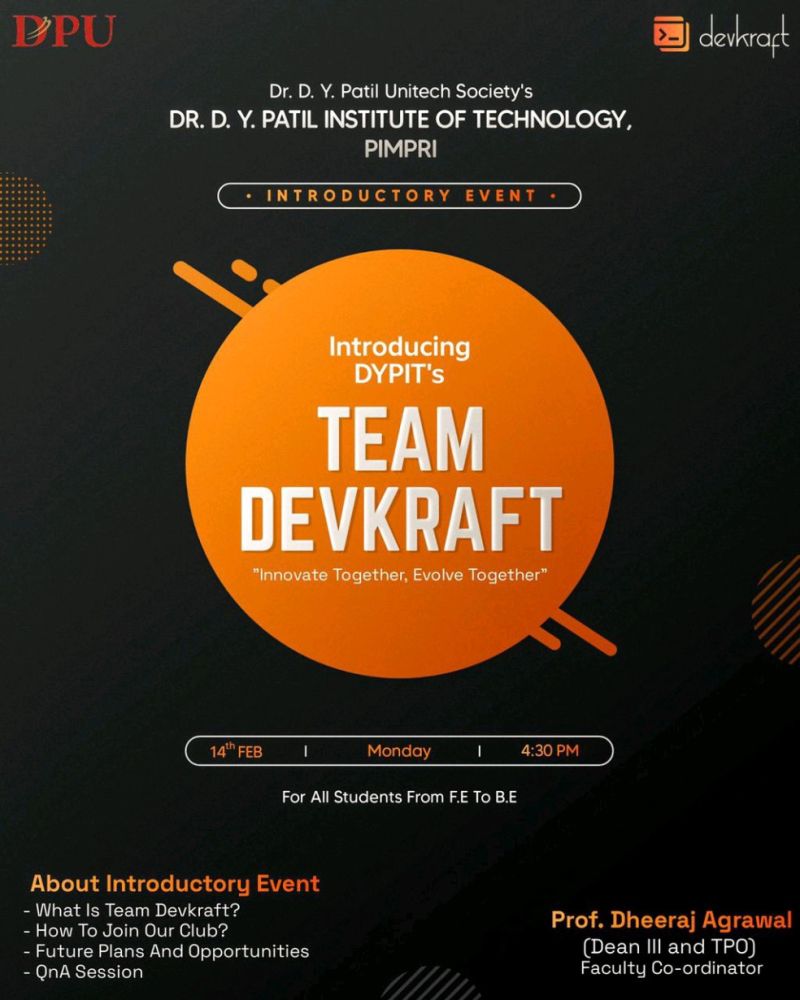 DPU
devkraft
Dr. D. Y. Patil Unitech Society's
DR. D. Y. PATIL INSTITUTE OF TECHNOLOGY,
PIMPRI
• INTRODUCTORY EVENT •
Introducing
DYPIT's
TEAM
DEVKRAFT
"Innovate Together, Evolve Together"
14th FEB | Monday | 4:30 PM
For All Students From F.E To B.E
About Introductory Event
- What Is Team Devkraft?
- How To Join Our Club?
- Future Plans And Opportunities
- QnA Session
Prof. Dheeraj Agrawal
(Dean III and TPO)
Faculty Co-ordinator